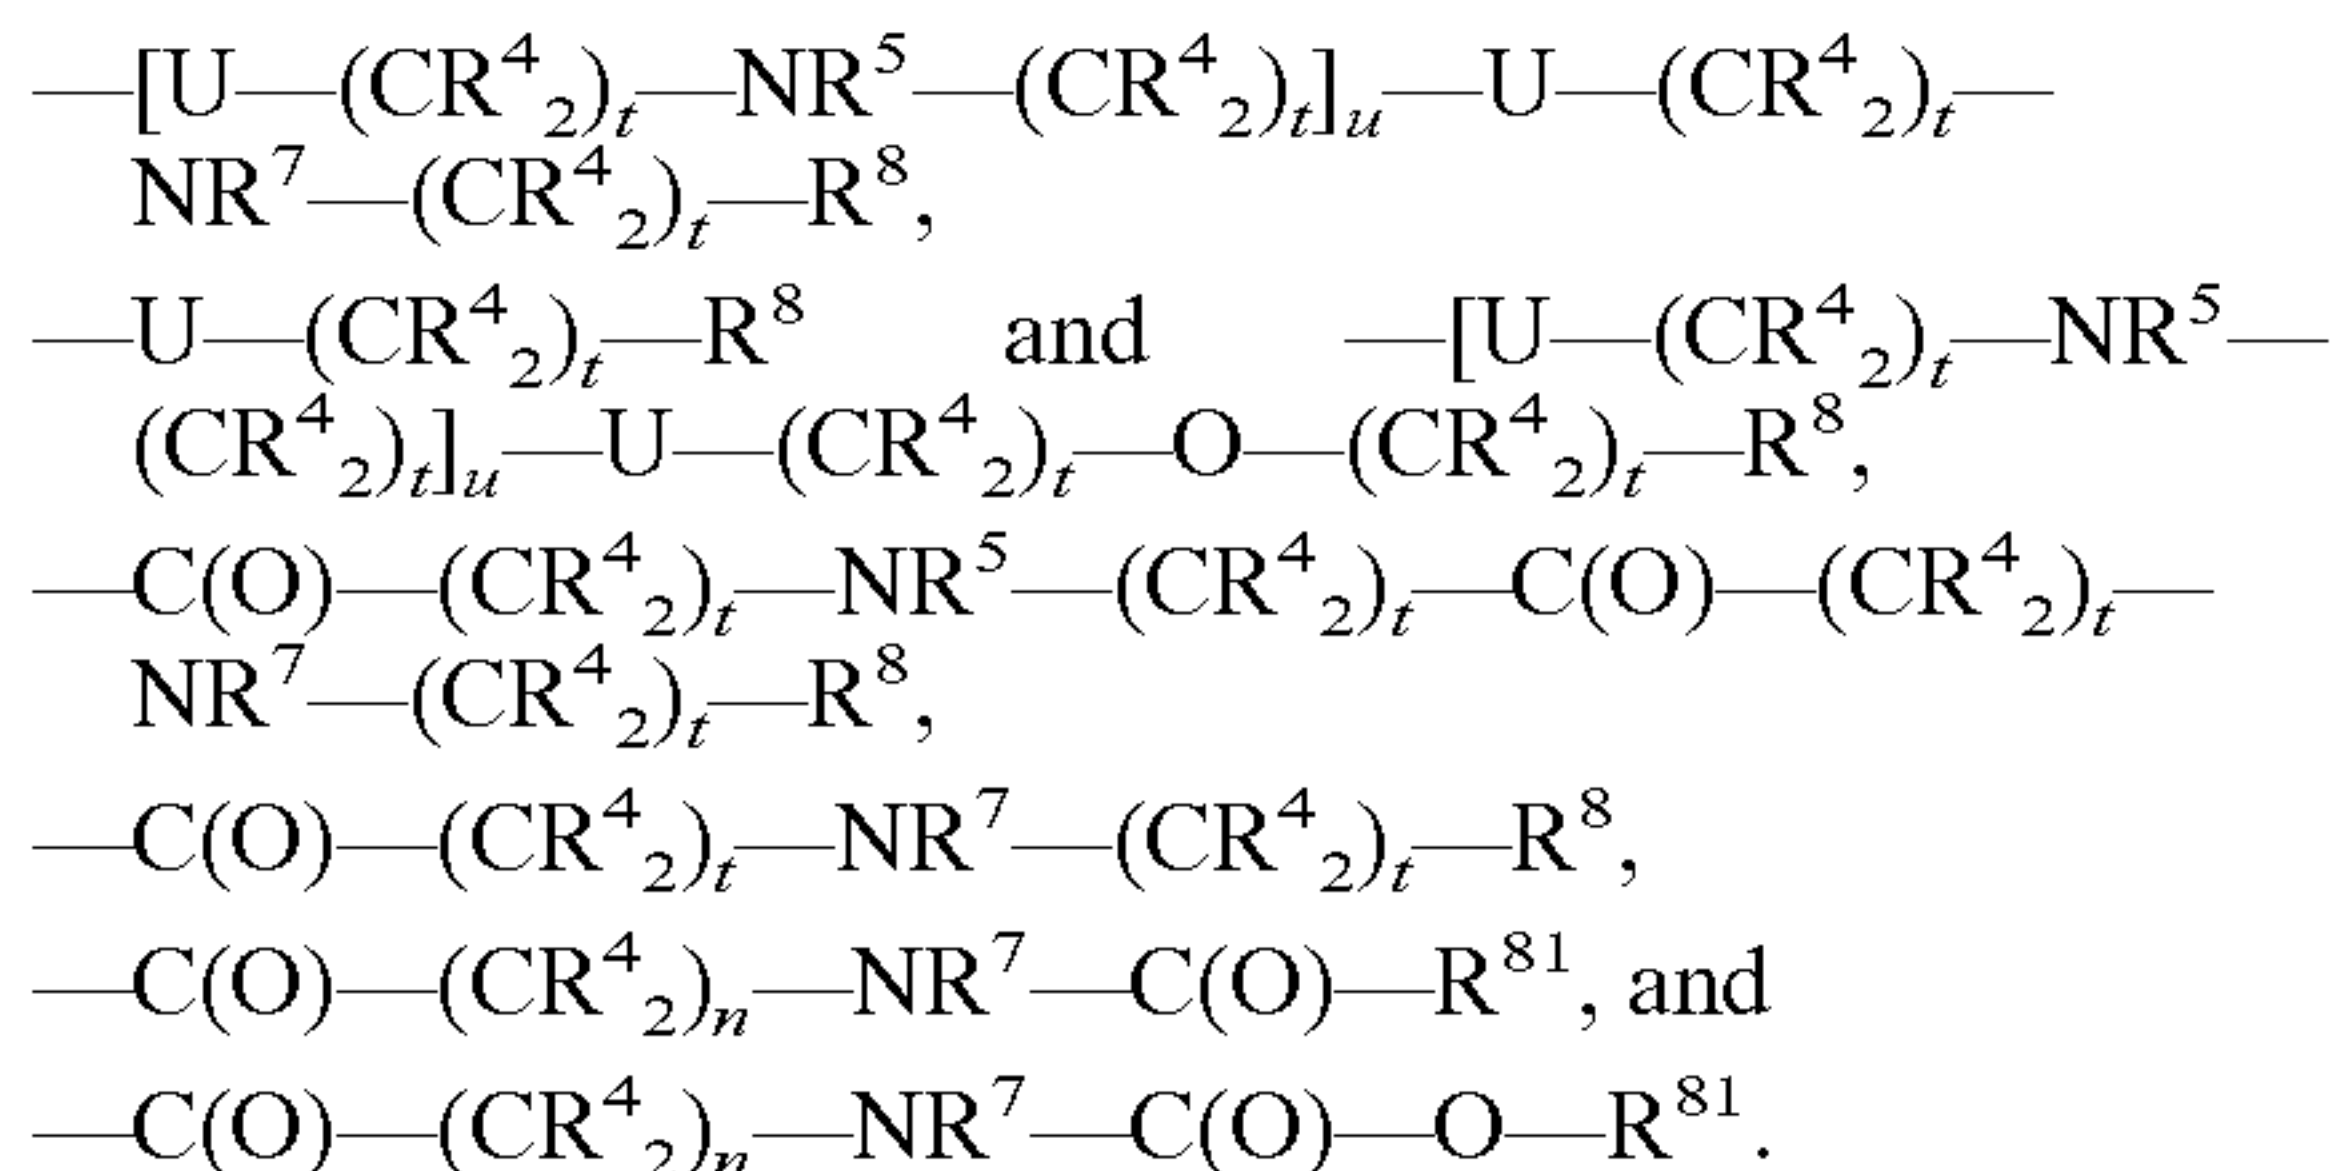 —[U—(CR⁴₂)ₜ—NR⁵—(CR⁴₂)ₜ]ᵤ—U—(CR⁴₂)ₜ—
NR⁷—(CR⁴₂)ₜ—R⁸,
—U—(CR⁴₂)ₜ—R⁸ and —[U—(CR⁴₂)ₜ—NR⁵—
(CR⁴₂)ₜ]ᵤ—U—(CR⁴₂)ₜ—O—(CR⁴₂)ₜ—R⁸,
—C(O)—(CR⁴₂)ₜ—NR⁵—(CR⁴₂)ₜ—C(O)—(CR⁴₂)ₜ—
NR⁷—(CR⁴₂)ₜ—R⁸,
—C(O)—(CR⁴₂)ₜ—NR⁷—(CR⁴₂)ₜ—R⁸,
—C(O)—(CR⁴₂)ₙ—NR⁷—C(O)—R⁸¹, and
—C(O)—(CR⁴₂)ₙ—NR⁷—C(O)—O—R⁸¹.